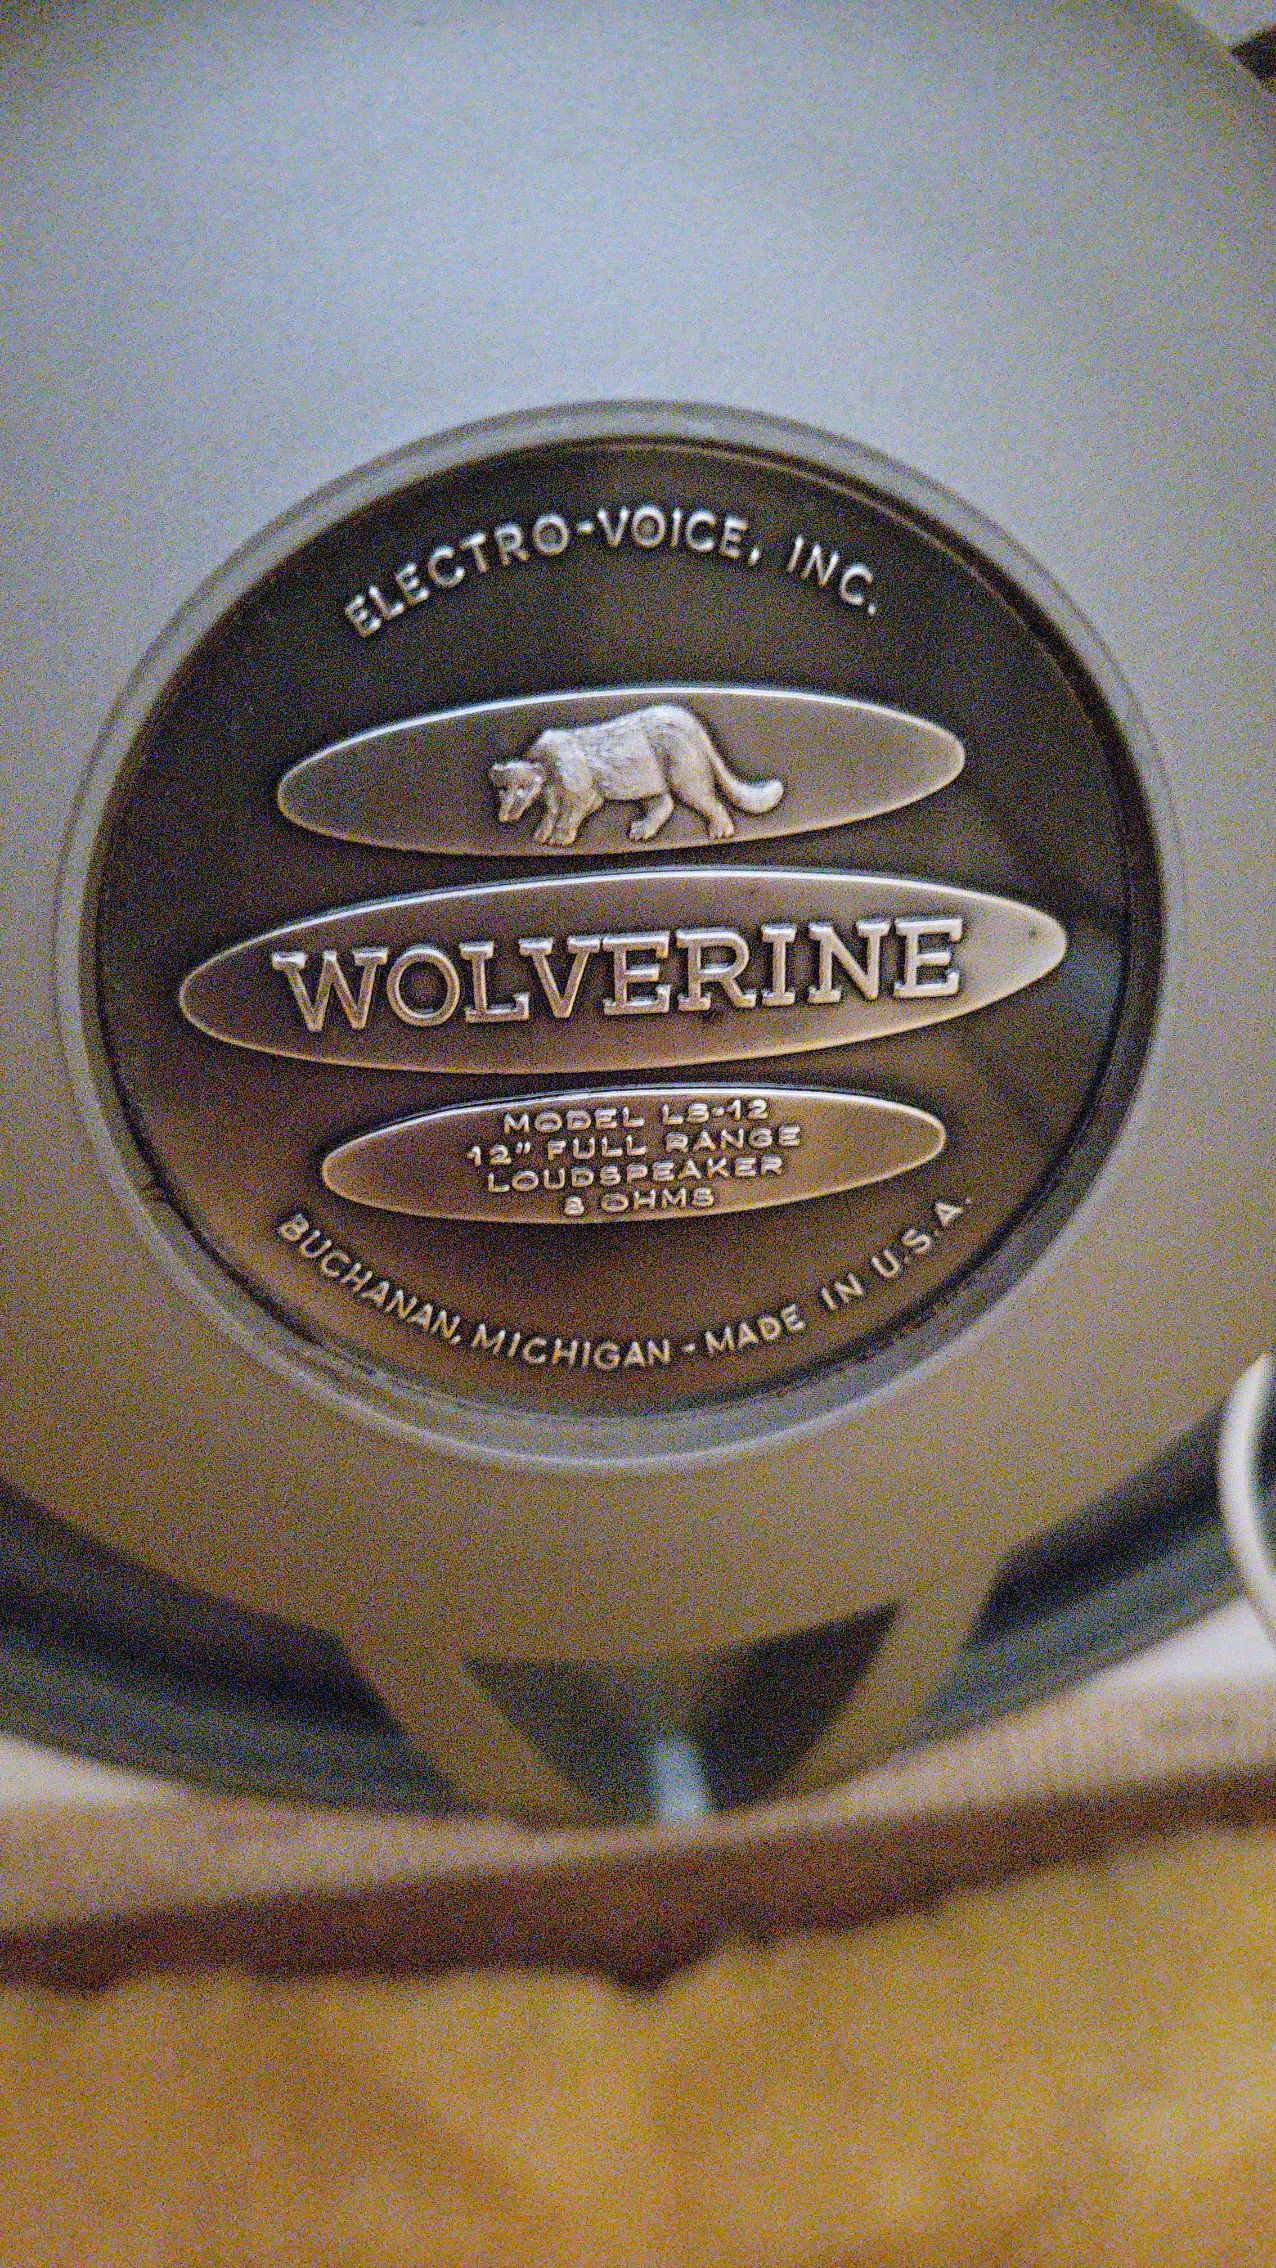 ELECTRO-VOICE, INC.
WOLVERINE
MODEL LS-12
12" FULL RANGE
LOUDSPEAKER
8 OHMS
BUCHANAN, MICHIGAN - MADE IN U.S.A.